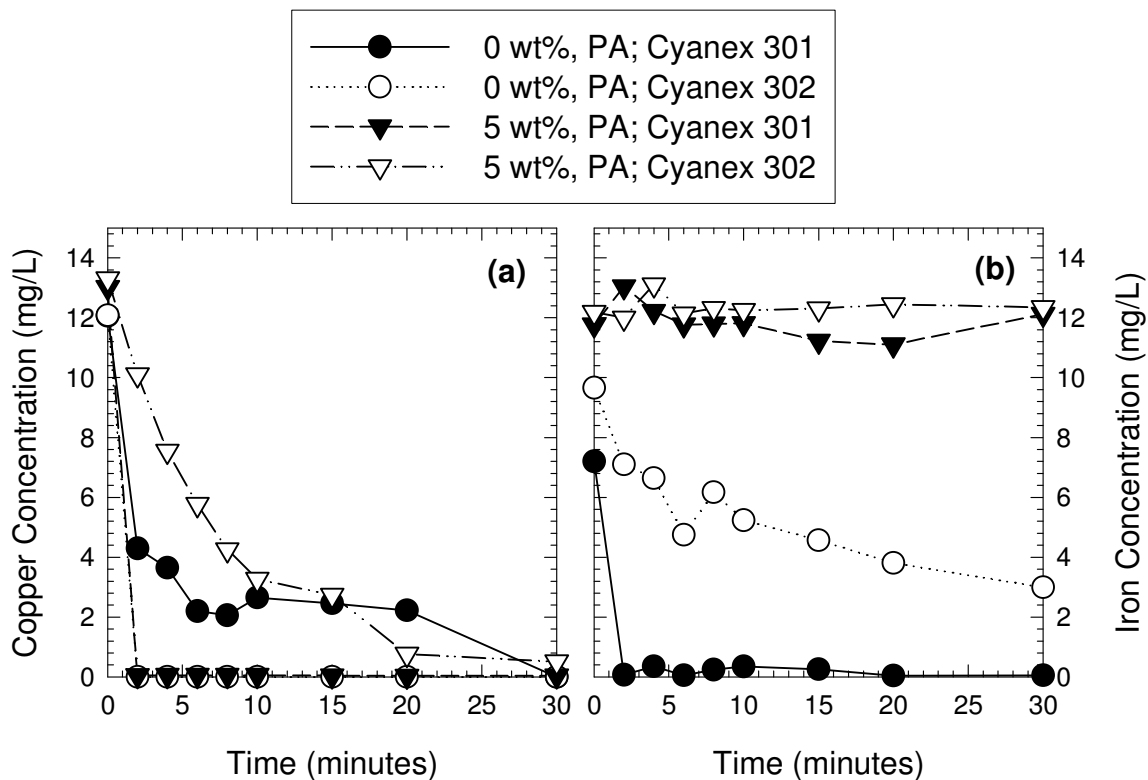 0 wt%, PA; Cyanex 301
0 wt%, PA; Cyanex 302
5 wt%, PA; Cyanex 301
5 wt%, PA; Cyanex 302
(a)
(b)
Copper Concentration (mg/L)
14
12
10
8
6
4
2
0
14
12
10
8
6
4
2
0
Iron Concentration (mg/L)
0 5 10 15 20 25 30
0 5 10 15 20 25 30
Time (minutes)
Time (minutes)